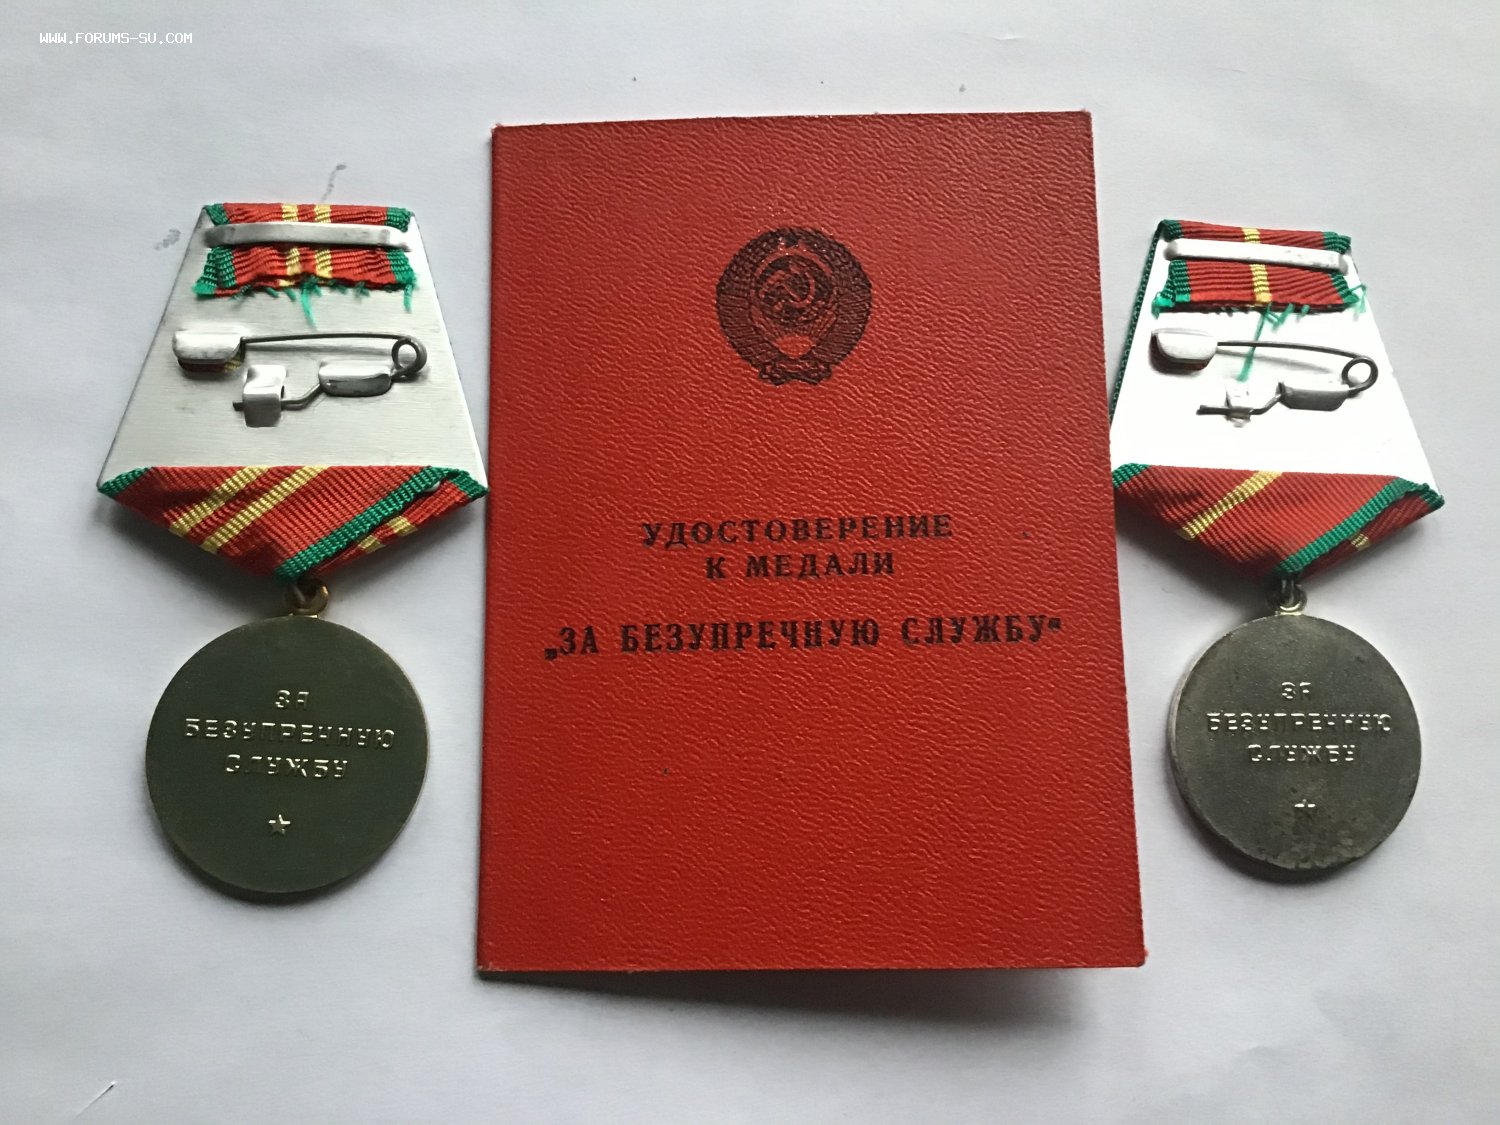 WWW.FORUMS-SU.COM
УДОСТОВЕРЕНИЕ
К МЕДАЛИ
„ЗА БЕЗУПРЕЧНУЮ СЛУЖБУ“
ЗА
БЕЗУПРЕЧНУЮ
СЛУЖБУ
ЗА
БЕЗУПРЕЧНУЮ
СЛУЖБУ